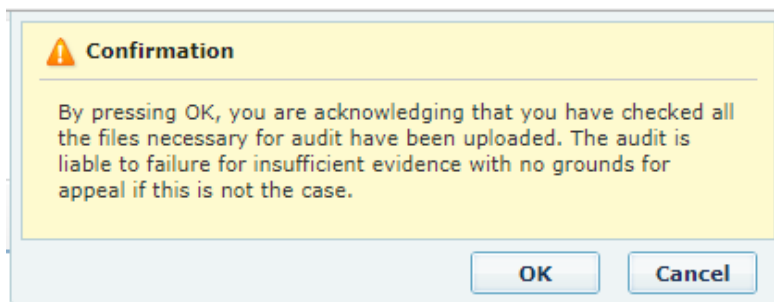 Confirmation
By pressing OK, you are acknowledging that you have checked all
the files necessary for audit have been uploaded. The audit is
liable to failure for insufficient evidence with no grounds for
appeal if this is not the case.
OK Cancel